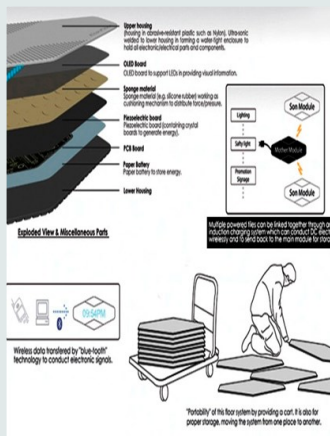 Upper housing
(housing in abrasive-resistant plastic such as Nylon), Ultra-sonic
welded to lower housing in forming a water-tight enclosure to
hold all electronic/electrical parts and components.
OLED Board
OLED board to support LEDs in providing visual information.
Sponge material
Sponge material (e.g. silicone rubber) working as
cushioning mechanism to distribute force/pressure.
Piezoelectric board
Piezoelectric board (containing crystal
boards to generate energy).
PCB Board
Paper Battery
Paper battery to store energy.
Lower Housing
Exploded View & Miscellaneous Parts
Lighting
Safty light
Promotion
Signage
Son Module
Mother Module
Son Module
Multiple powered tiles can be linked together through an
induction charging system which can conduct DC elect
wirelessly and to send back to the main module for stora
09:54PM
Wireless data transferred by "blue-tooth"
technology to conduct electronic signals.
"Portability" of this floor system by providing a cart. It is also for
proper storage, moving the system from one place to another.